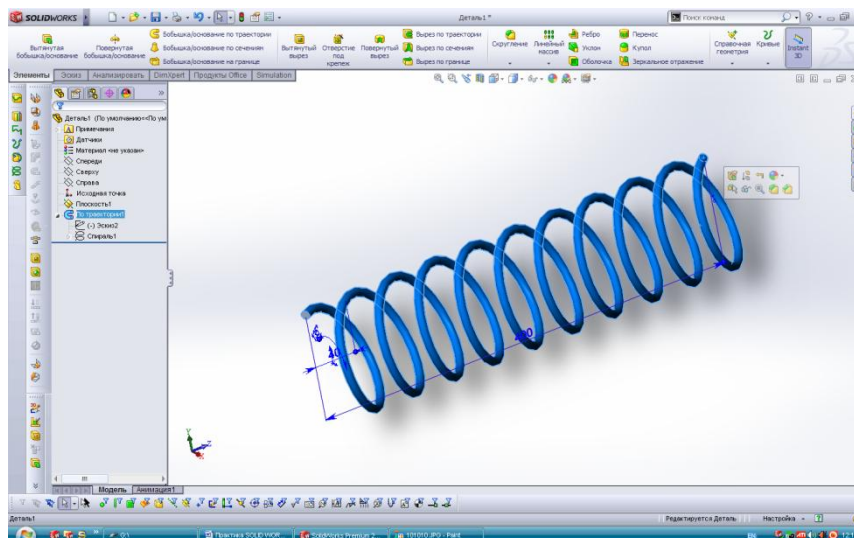 SOLIDWORKS
Деталь1 *
Поиск команд
Вытянутая бобышка/основание
Повернутая бобышка/основание
Бобышка/основание по траектории
Бобышка/основание по сечениям
Бобышка/основание на границе
Вытянутый вырез
Отверстие под крепеж
Повернутый вырез
Вырез по траектории
Вырез по сечениям
Вырез по границе
Скругление
Линейный массив
Ребро
Уклон
Оболочка
Перенос
Купол
Зеркальное отражение
Справочная геометрия
Кривые
Instant 3D
Элементы
Эскиз
Анализировать
DimXpert
Продукты Office
Simulation
Деталь1 (По умолчанию<<По ум
Примечания
Датчики
Материал <не указан>
Спереди
Сверху
Справа
Исходная точка
Плоскость1
По траектории1
(-) Эскиз2
Спираль1
Модель
Анимация1
Деталь1
Редактируется Деталь
Настройка
Практика SOLID WOR...
SolidWorks Premium 2...
101010.JPG - Paint
EN